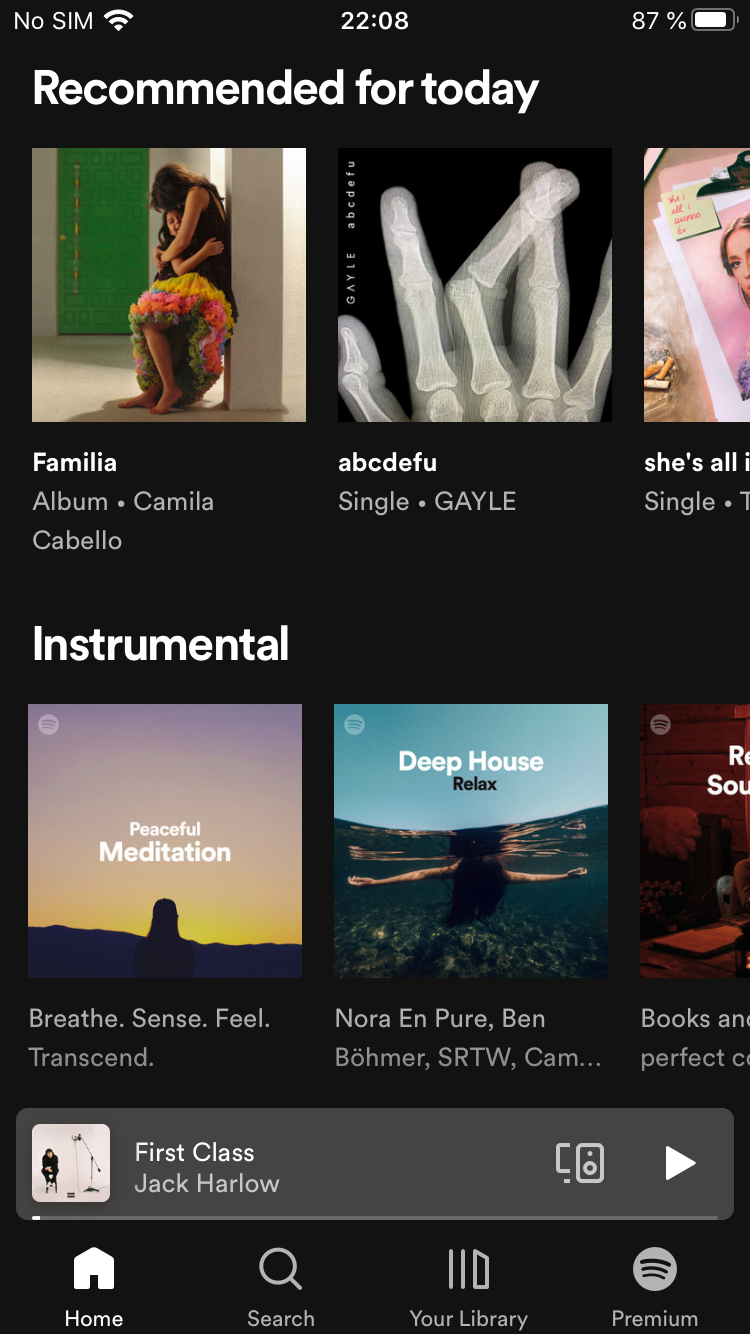 No SIM 22:08 87 %
Recommended for today
GAYLE abcdefu
she's
all i
wanna
be
Familia
Album • Camila
Cabello
abcdefu
Single • GAYLE
she's all i
Single • T
Instrumental
Peaceful
Meditation
Deep House
Relax
Re
Sou
Breathe. Sense. Feel.
Transcend.
Nora En Pure, Ben
Böhmer, SRTW, Cam...
Books and
perfect co
First Class
Jack Harlow
Home
Search
Your Library
Premium